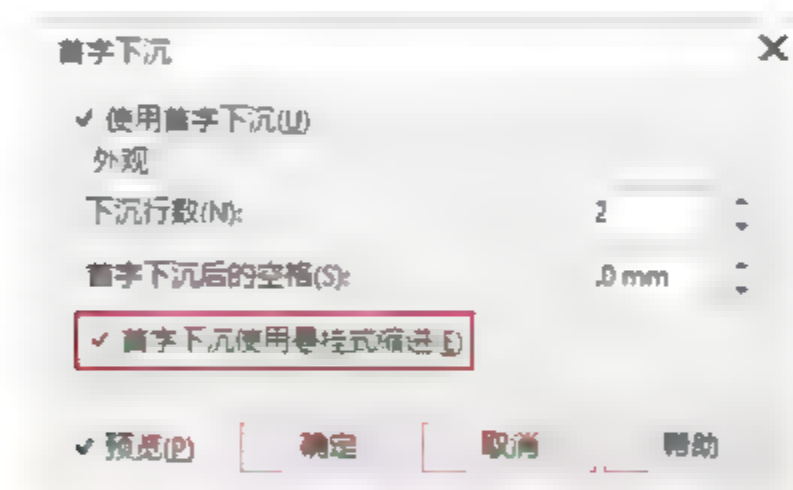 首字下沉
使用首字下沉(U)
外观
下沉行数(N): 2
首字下沉后的空格(S): .0 mm
首字下沉使用悬挂式缩进(E)
预览(P) 确定 取消 帮助